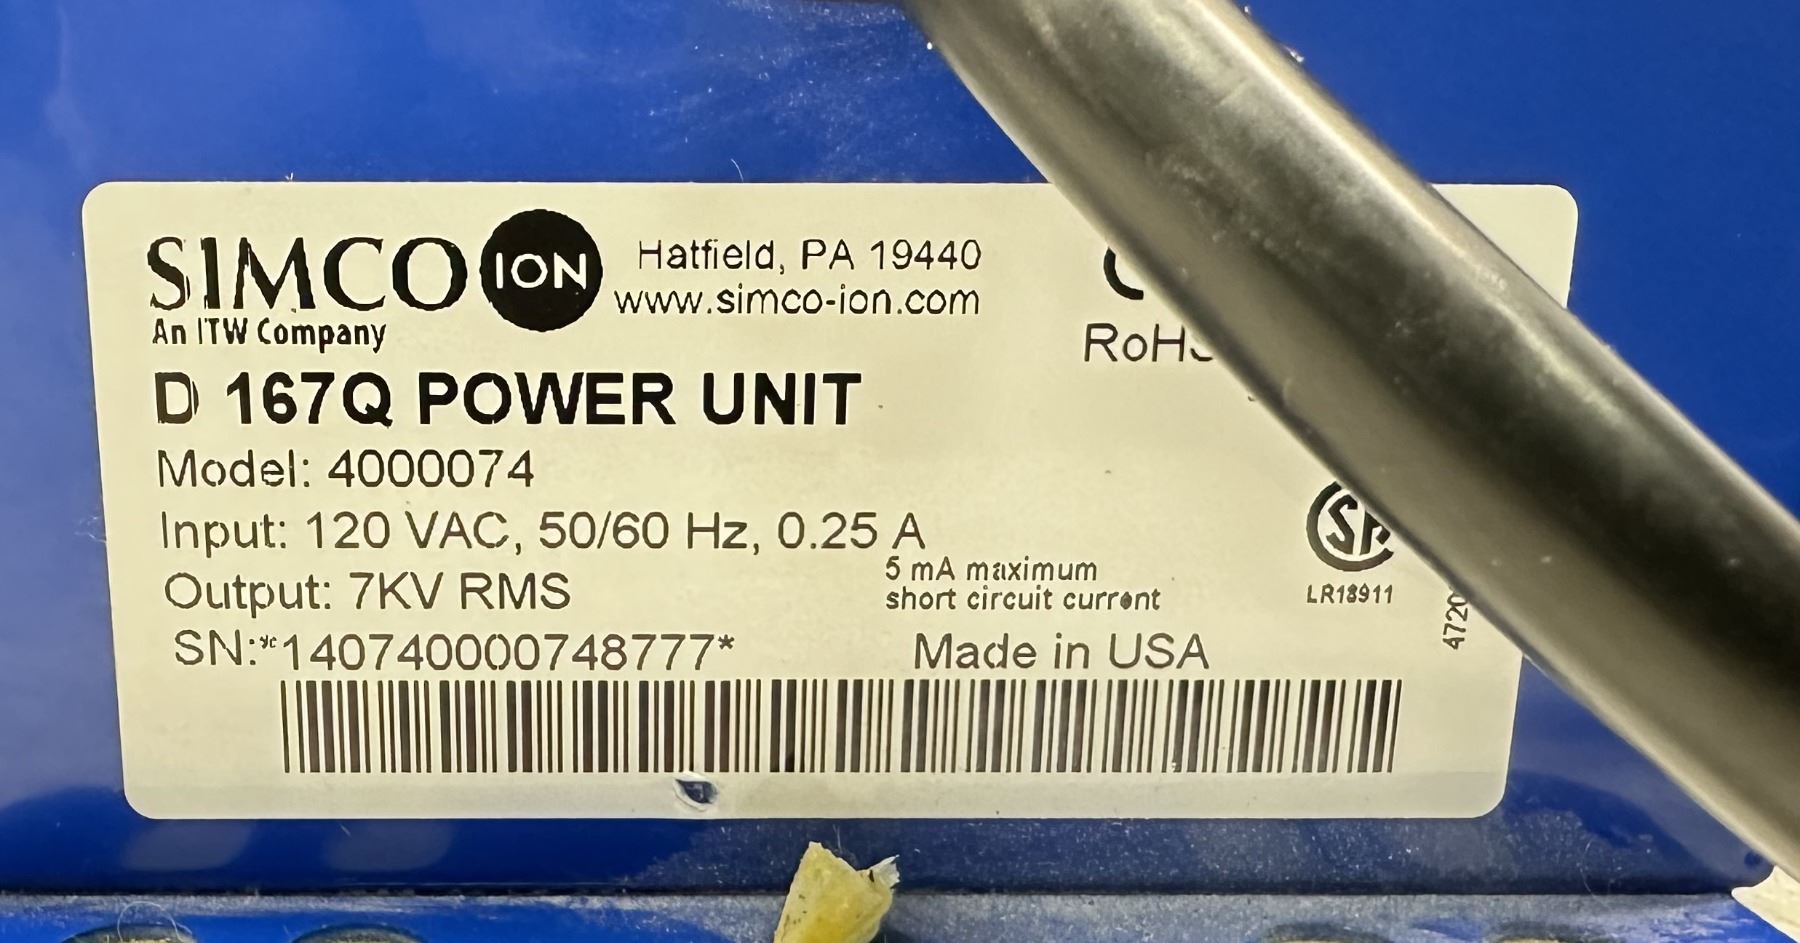 SIMCO ION
An ITW Company
Hatfield, PA 19440
www.simco-ion.com
RoHS
D 167Q POWER UNIT
Model: 4000074
Input: 120 VAC, 50/60 Hz, 0.25 A
Output: 7KV RMS
5 mA maximum
short circuit current
LR18911
SN:*140740000748777*
Made in USA